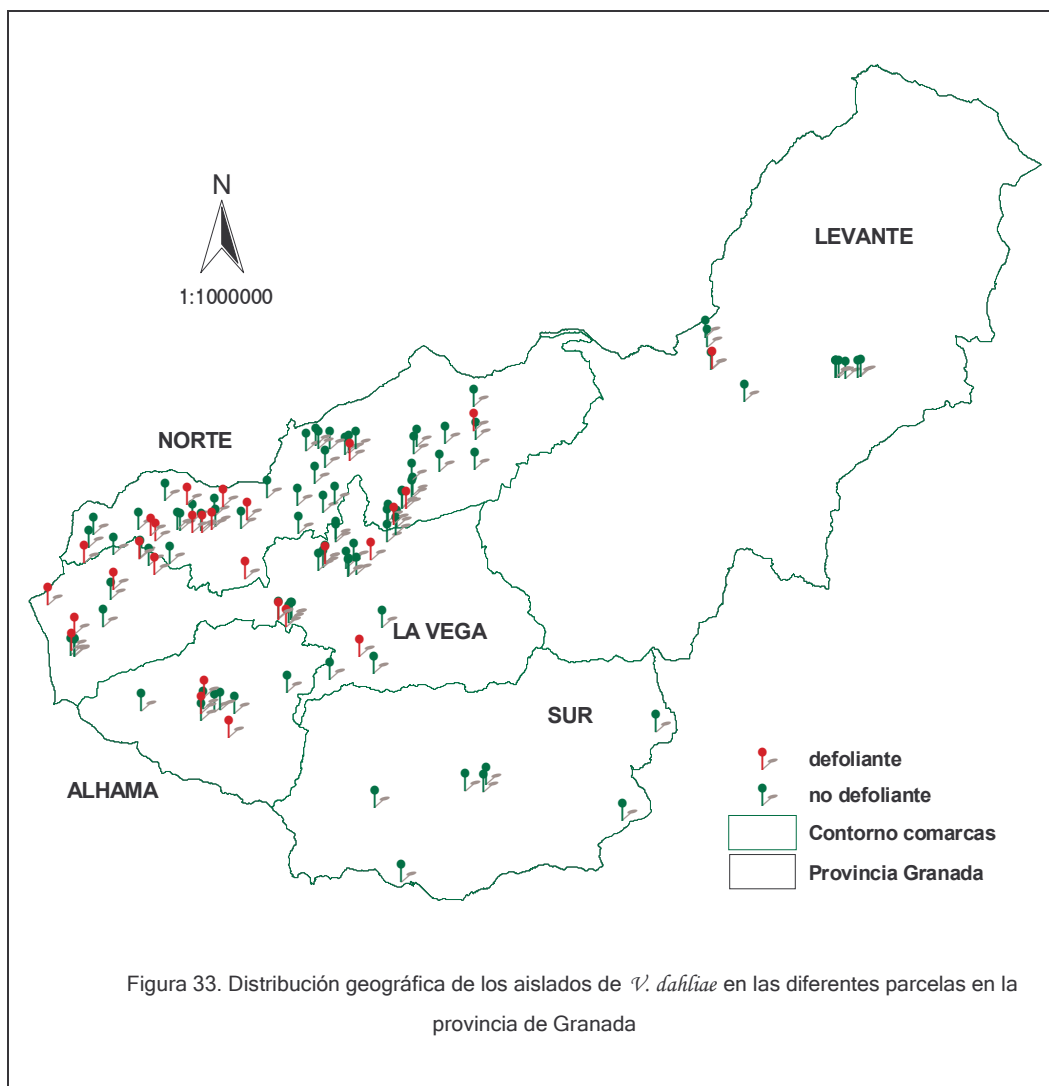 N
1:1000000
LEVANTE
NORTE
LA VEGA
SUR
ALHAMA
defoliante
no defoliante
Contorno comarcas
Provincia Granada
Figura 33. Distribución geográfica de los aislados de V. dahliae en las diferentes parcelas en la
provincia de Granada